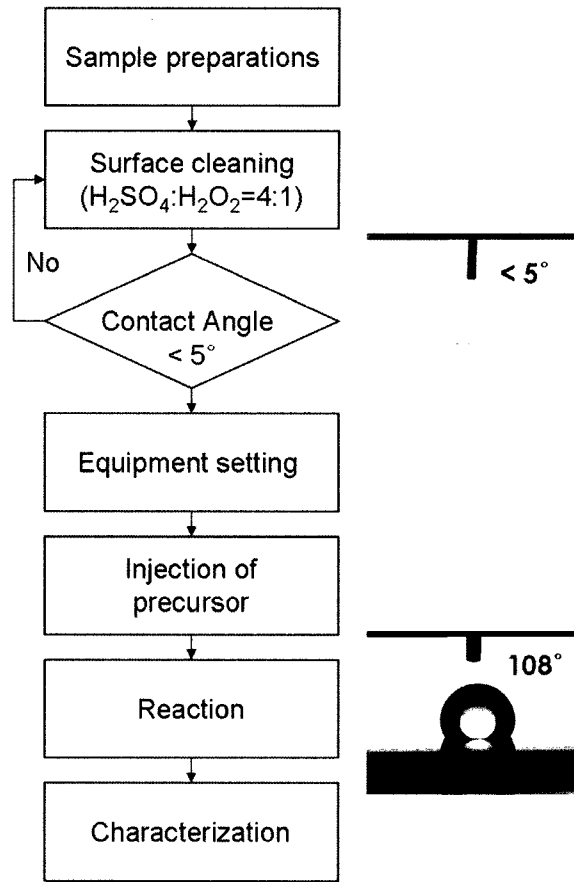 Sample preparations
Surface cleaning
(H₂SO₄:H₂O₂=4:1)
No
< 5°
Contact Angle
< 5°
Equipment setting
Injection of
precursor
108°
Reaction
Characterization